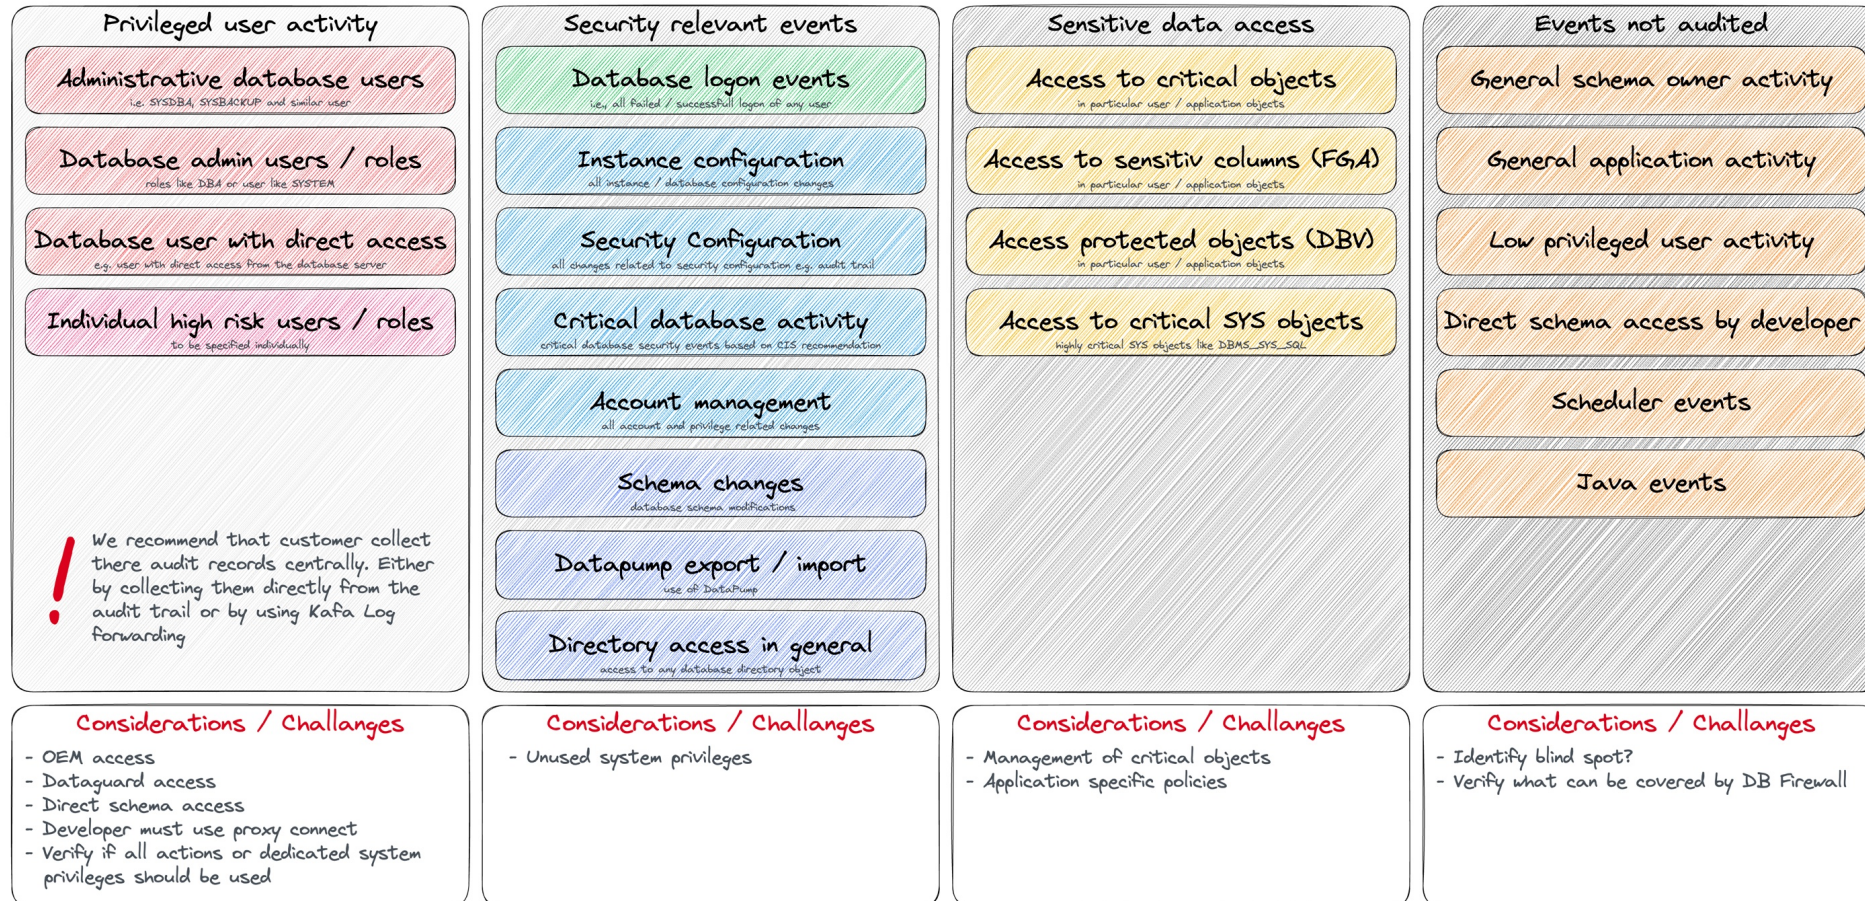 Privileged user activity
Administrative database users
i.e. SYSDBA, SYSBACKUP and similar user
Database admin users / roles
roles like DBA or user like SYSTEM
Database user with direct access
e.g. user with direct access from the database server
Individual high risk users / roles
to be specified individually
We recommend that customer collect
there audit records centrally. Either
by collecting them directly from the
audit trail or by using Kafa Log
forwarding
Considerations / Challanges
- OEM access
- Dataguard access
- Direct schema access
- Developer must use proxy connect
- Verify if all actions or dedicated system
privileges should be used
Security relevant events
Database logon events
i.e., all failed / successfull logon of any user
Instance configuration
all instance / database configuration changes
Security Configuration
all changes related to security configuration e.g. audit trail
Critical database activity
critical database security events based on CIS recommendation
Account management
all account and privilege related changes
Schema changes
database schema modifications
Datapump export / import
use of DataPump
Directory access in general
access to any database directory object
Considerations / Challanges
- Unused system privileges
Sensitive data access
Access to critical objects
in particular user / application objects
Access to sensitiv columns (FGA)
in particular user / application objects
Access protected objects (DBV)
in particular user / application objects
Access to critical SYS objects
highly critical SYS objects like DBMS_SYS_SQL
Considerations / Challanges
- Management of critical objects
- Application specific policies
Events not audited
General schema owner activity
General application activity
Low privileged user activity
Direct schema access by developer
Scheduler events
Java events
Considerations / Challanges
- Identify blind spot?
- Verify what can be covered by DB Firewall